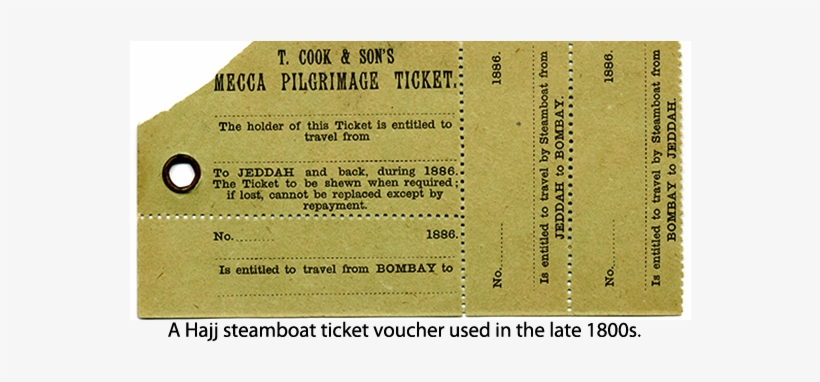 T. COOK & SON'S
MECCA PILGRIMAGE TICKET.
The holder of this Ticket is entitled to
travel from
To JEDDAH and back, during 1886.
The Ticket to be shewn when required;
if lost, cannot be replaced except by
repayment.
No......... 1886.
Is entitled to travel from BOMBAY to
No......... 1886.
Is entitled to travel by Steamboat from
JEDDAH to BOMBAY.
No......... 1886.
Is entitled to travel by Steamboat from
BOMBAY to JEDDAH.
A Hajj steamboat ticket voucher used in the late 1800s.